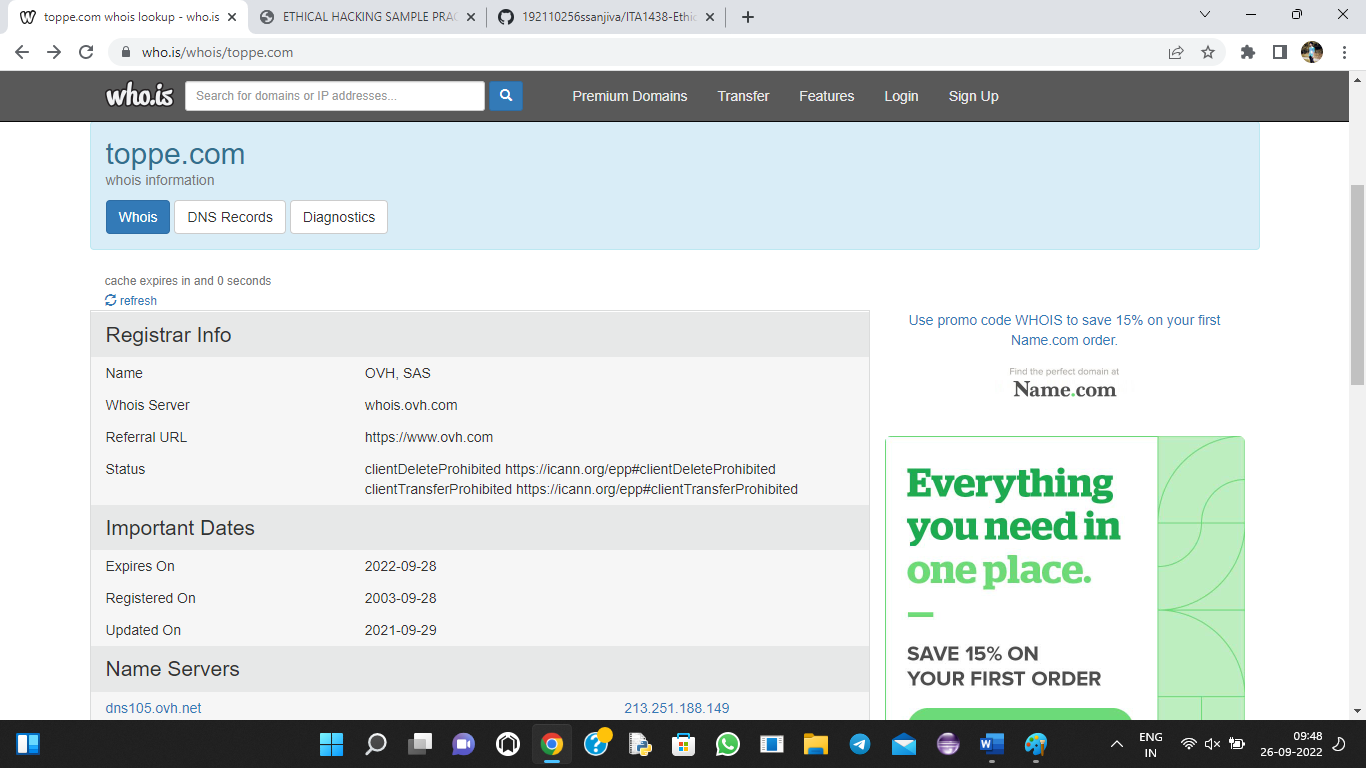 toppe.com whois lookup - who.is
ETHICAL HACKING SAMPLE PRAC
192110256ssanjiva/ITA1438-Ethic
who.is/whois/toppe.com
who.is
Search for domains or IP addresses...
Premium Domains
Transfer
Features
Login
Sign Up
toppe.com
whois information
Whois
DNS Records
Diagnostics
cache expires in and 0 seconds
refresh
Registrar Info
Name OVH, SAS
Whois Server whois.ovh.com
Referral URL https://www.ovh.com
Status clientDeleteProhibited https://icann.org/epp#clientDeleteProhibited
clientTransferProhibited https://icann.org/epp#clientTransferProhibited
Important Dates
Expires On 2022-09-28
Registered On 2003-09-28
Updated On 2021-09-29
Name Servers
dns105.ovh.net 213.251.188.149
Use promo code WHOIS to save 15% on your first
Name.com order.
Find the perfect domain at
Name.com
Everything
you need in
one place.
SAVE 15% ON
YOUR FIRST ORDER
ENG
IN
09:48
26-09-2022